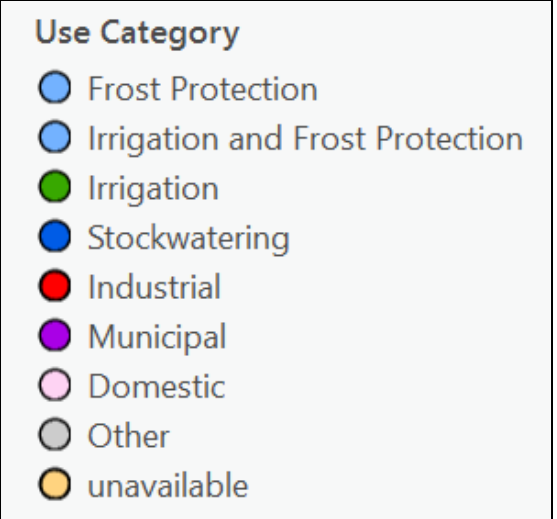 Use Category
Frost Protection
Irrigation and Frost Protection
Irrigation
Stockwatering
Industrial
Municipal
Domestic
Other
unavailable